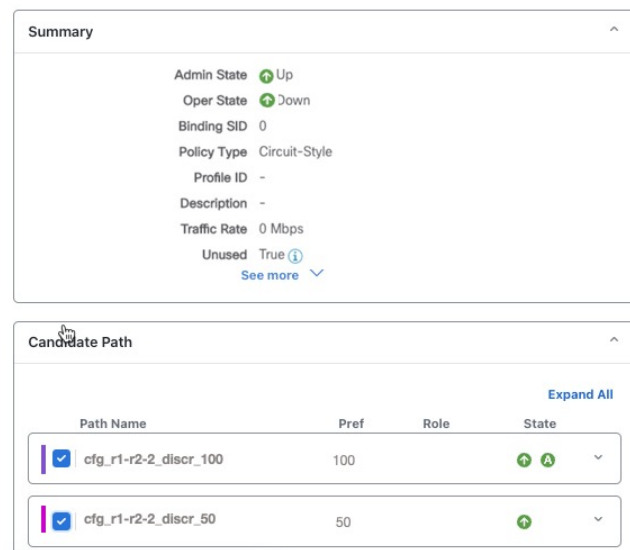 Summary
Admin State Up
Oper State Down
Binding SID 0
Policy Type Circuit-Style
Profile ID -
Description -
Traffic Rate 0 Mbps
Unused True
See more
Candidate Path
Expand All
Path Name Pref Role State
cfg_r1-r2-2_discr_100 100 A
cfg_r1-r2-2_discr_50 50